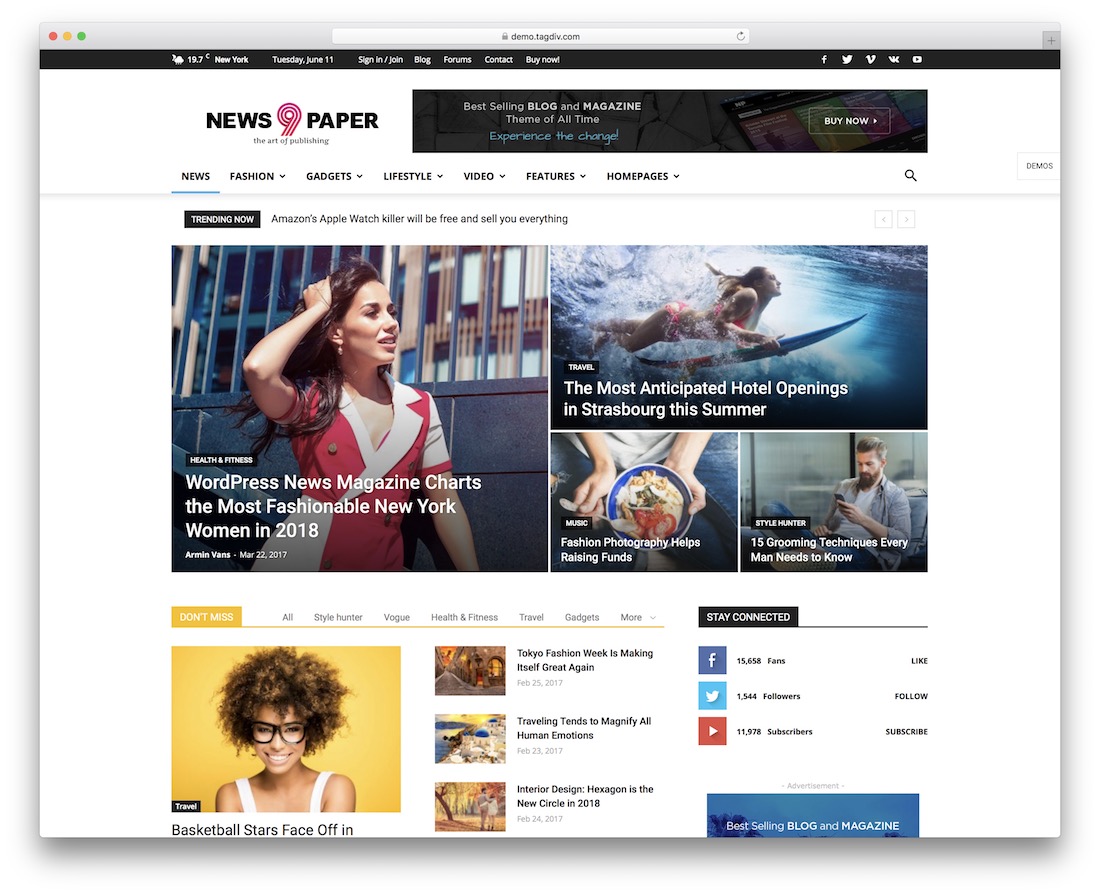 demo.tagdiv.com
19.7 C New York Tuesday, June 11 Sign in / Join Blog Forums Contact Buy now!
NEWS 9 PAPER
the art of publishing
Best Selling BLOG and MAGAZINE
Theme of All Time
Experience the change!
BUY NOW
DEMOS
NEWS FASHION GADGETS LIFESTYLE VIDEO FEATURES HOMEPAGES
TRENDING NOW Amazon's Apple Watch killer will be free and sell you everything
HEALTH & FITNESS
WordPress News Magazine Charts
the Most Fashionable New York
Women in 2018
Armin Vans - Mar 22, 2017
TRAVEL
The Most Anticipated Hotel Openings
in Strasbourg this Summer
MUSIC
Fashion Photography Helps
Raising Funds
STYLE HUNTER
15 Grooming Techniques Every
Man Needs to Know
DON'T MISS All Style hunter Vogue Health & Fitness Travel Gadgets More
Travel
Basketball Stars Face Off in
Tokyo Fashion Week Is Making
Itself Great Again
Feb 25, 2017
Traveling Tends to Magnify All
Human Emotions
Feb 23, 2017
Interior Design: Hexagon is the
New Circle in 2018
Feb 24, 2017
STAY CONNECTED
15,658 Fans LIKE
1,544 Followers FOLLOW
11,978 Subscribers SUBSCRIBE
- Advertisement -
Best Selling BLOG and MAGAZINE